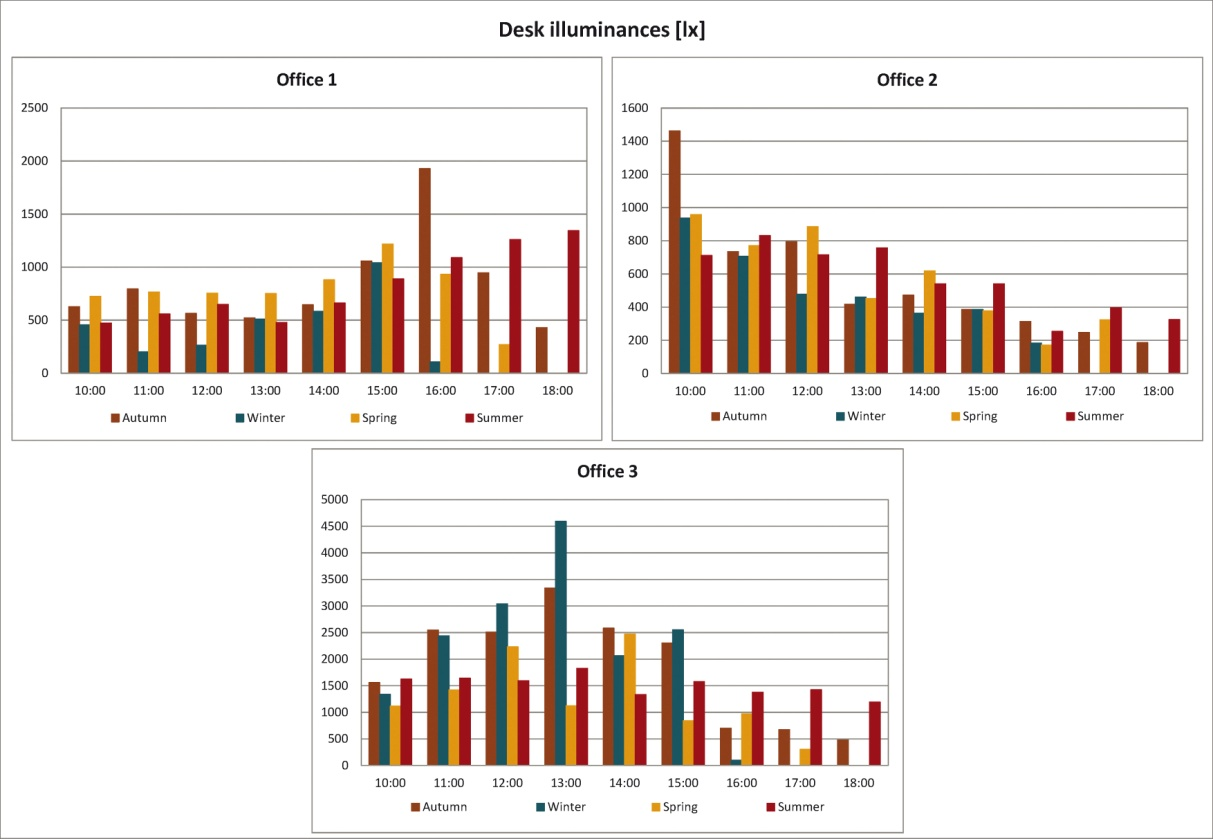 Desk illuminances [lx]
Office 1
2500
2000
1500
1000
500
0
10:00 11:00 12:00 13:00 14:00 15:00 16:00 17:00 18:00
Autumn Winter Spring Summer
Office 2
1600
1400
1200
1000
800
600
400
200
0
10:00 11:00 12:00 13:00 14:00 15:00 16:00 17:00 18:00
Autumn Winter Spring Summer
Office 3
5000
4500
4000
3500
3000
2500
2000
1500
1000
500
0
10:00 11:00 12:00 13:00 14:00 15:00 16:00 17:00 18:00
Autumn Winter Spring Summer